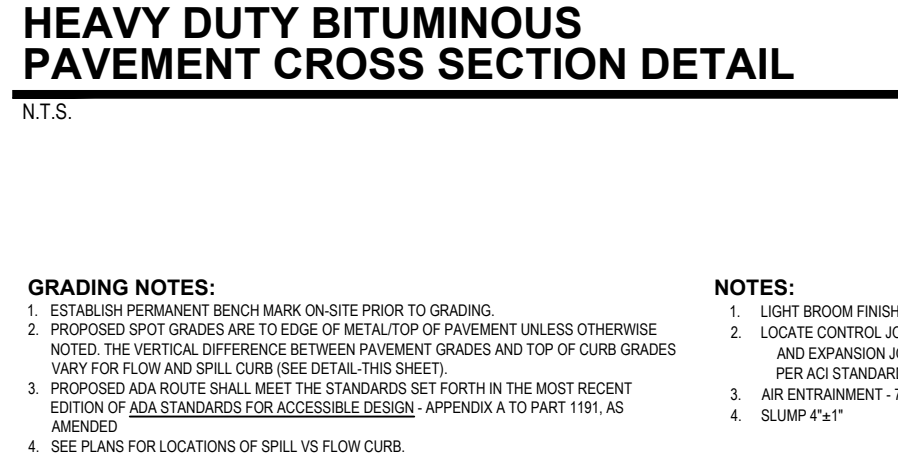 HEAVY DUTY BITUMINOUS
PAVEMENT CROSS SECTION DETAIL
N.T.S.
GRADING NOTES:
1. ESTABLISH PERMANENT BENCH MARK ON-SITE PRIOR TO GRADING.
2. PROPOSED SPOT GRADES ARE TO EDGE OF METAL/TOP OF PAVEMENT UNLESS OTHERWISE
NOTED. THE VERTICAL DIFFERENCE BETWEEN PAVEMENT GRADES AND TOP OF CURB GRADES
VARY FOR FLOW AND SPILL CURB (SEE DETAIL-THIS SHEET).
3. PROPOSED ADA ROUTE SHALL MEET THE STANDARDS SET FORTH IN THE MOST RECENT
EDITION OF ADA STANDARDS FOR ACCESSIBLE DESIGN - APPENDIX A TO PART 1191, AS
AMENDED
4. SEE PLANS FOR LOCATIONS OF SPILL VS FLOW CURB.
NOTES:
1. LIGHT BROOM FINISH
2. LOCATE CONTROL
AND EXPANSION
PER ACI
3. AIR ENTRAINMENT -
4. SLUMP 4"±1"